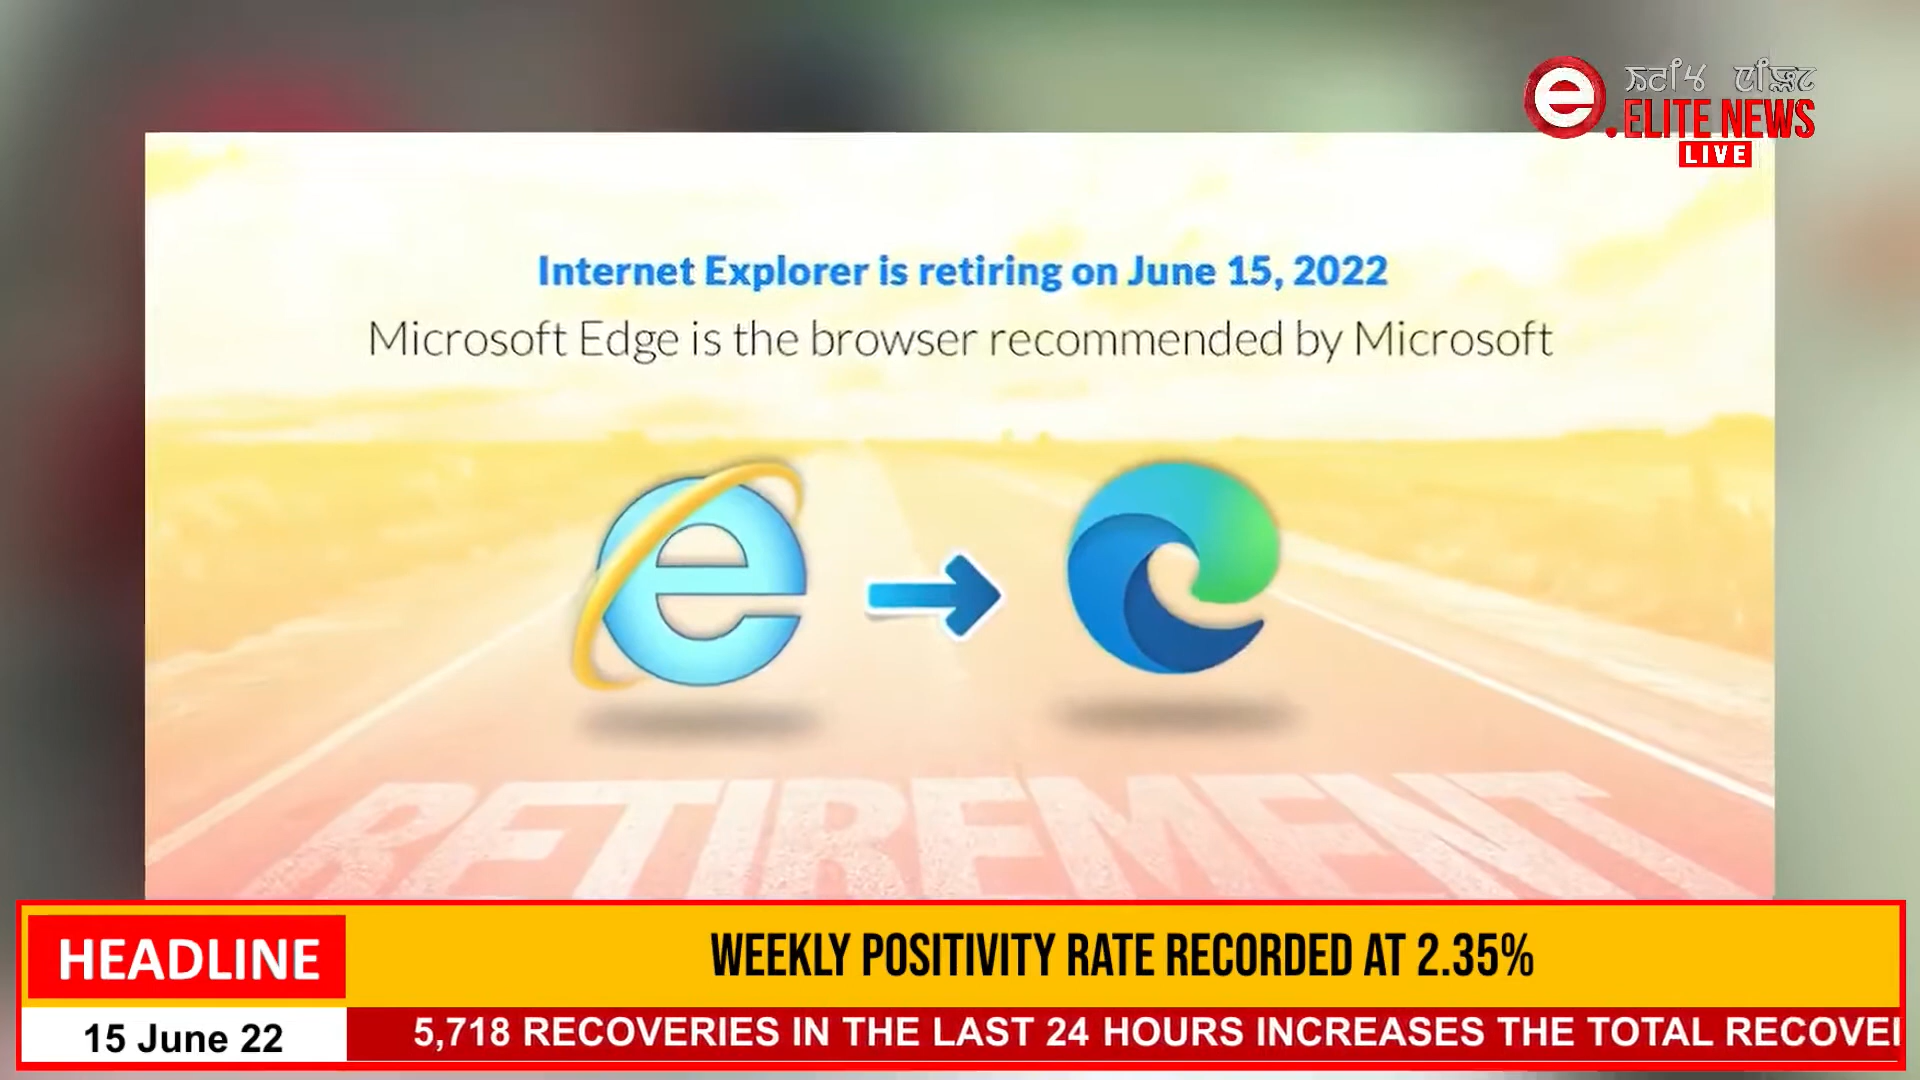 ELITE NEWS
LIVE
Internet Explorer is retiring on June 15, 2022
Microsoft Edge is the browser recommended by Microsoft
RETIREMENT
HEADLINE
WEEKLY POSITIVITY RATE RECORDED AT 2.35%
15 June 22
5,718 RECOVERIES IN THE LAST 24 HOURS INCREASES THE TOTAL